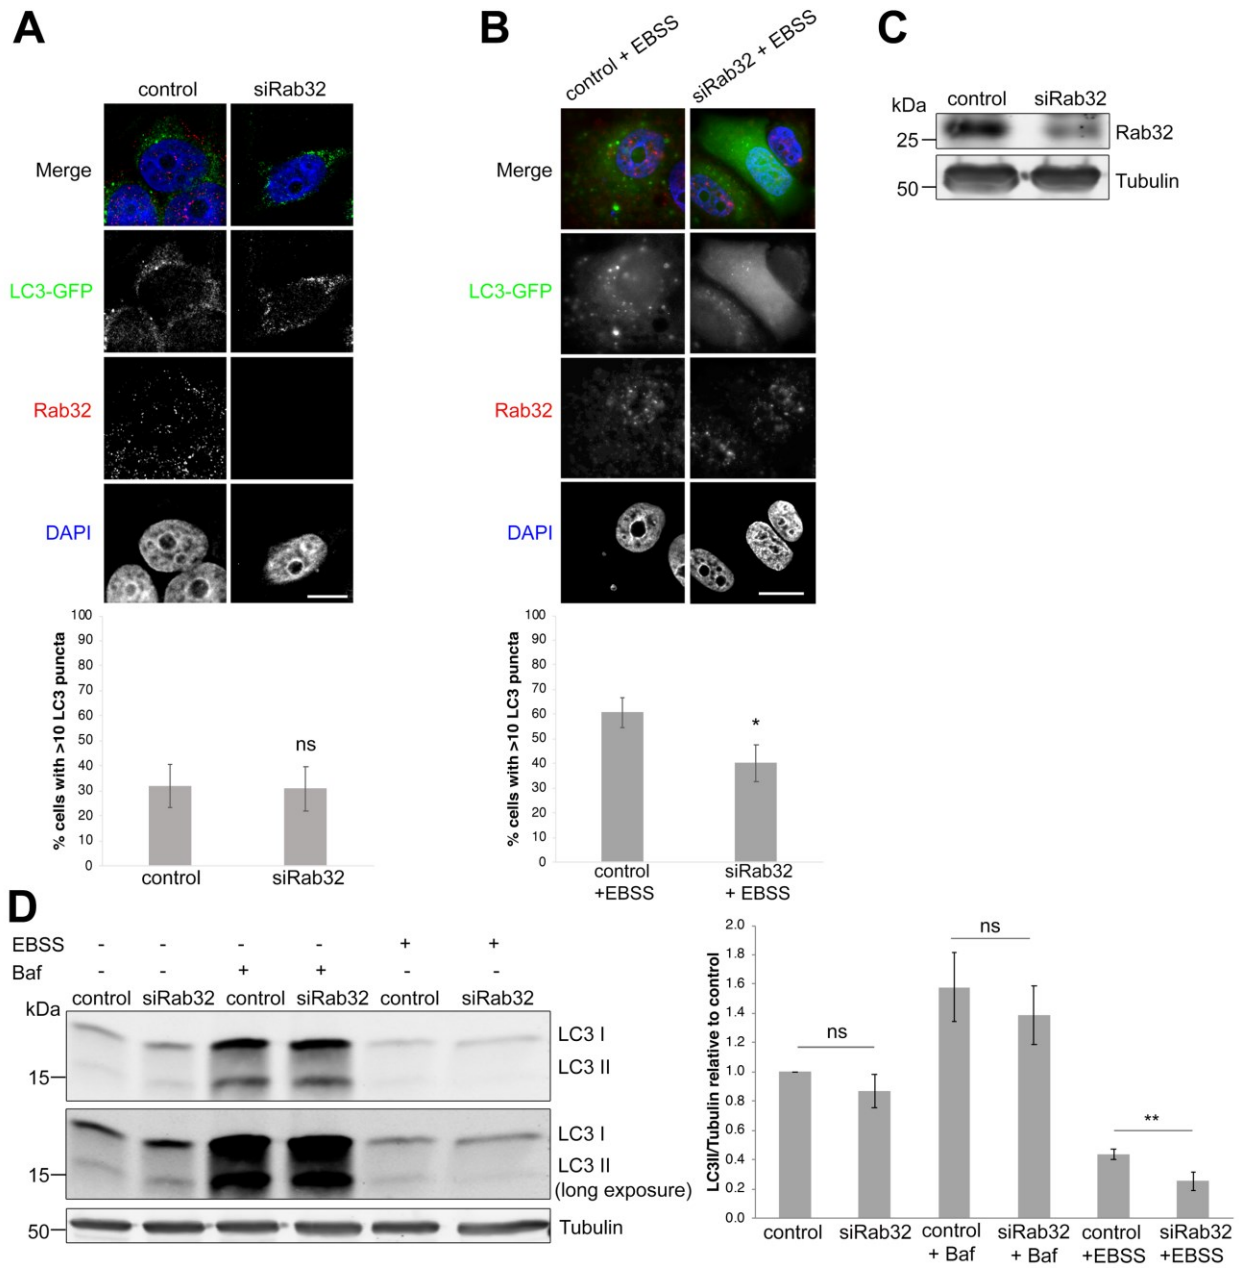 A
control siRab32
Merge
LC3-GFP
Rab32
DAPI
100
90
80
70
60
50
40
30
20
10
0
% cells with >10 LC3 puncta
ns
control siRab32
B
control + EBSS
siRab32 + EBSS
Merge
LC3-GFP
Rab32
DAPI
100
90
80
70
60
50
40
30
20
10
0
% cells with >10 LC3 puncta
*
control siRab32
+EBSS + EBSS
C
kDa control siRab32
25 Rab32
50 Tubulin
D
EBSS - - - - + +
Baf - - + + - -
kDa control siRab32 control siRab32 control siRab32
LC3 I
LC3 II
15
LC3 I
LC3 II
15
(long exposure)
50 Tubulin
2.0
1.8
1.6
1.4
1.2
1.0
0.8
0.6
0.4
0.2
0.0
LC3II/Tubulin relative to control
ns
ns
**
control siRab32 control siRab32 control siRab32
+ Baf + Baf +EBSS +EBSS